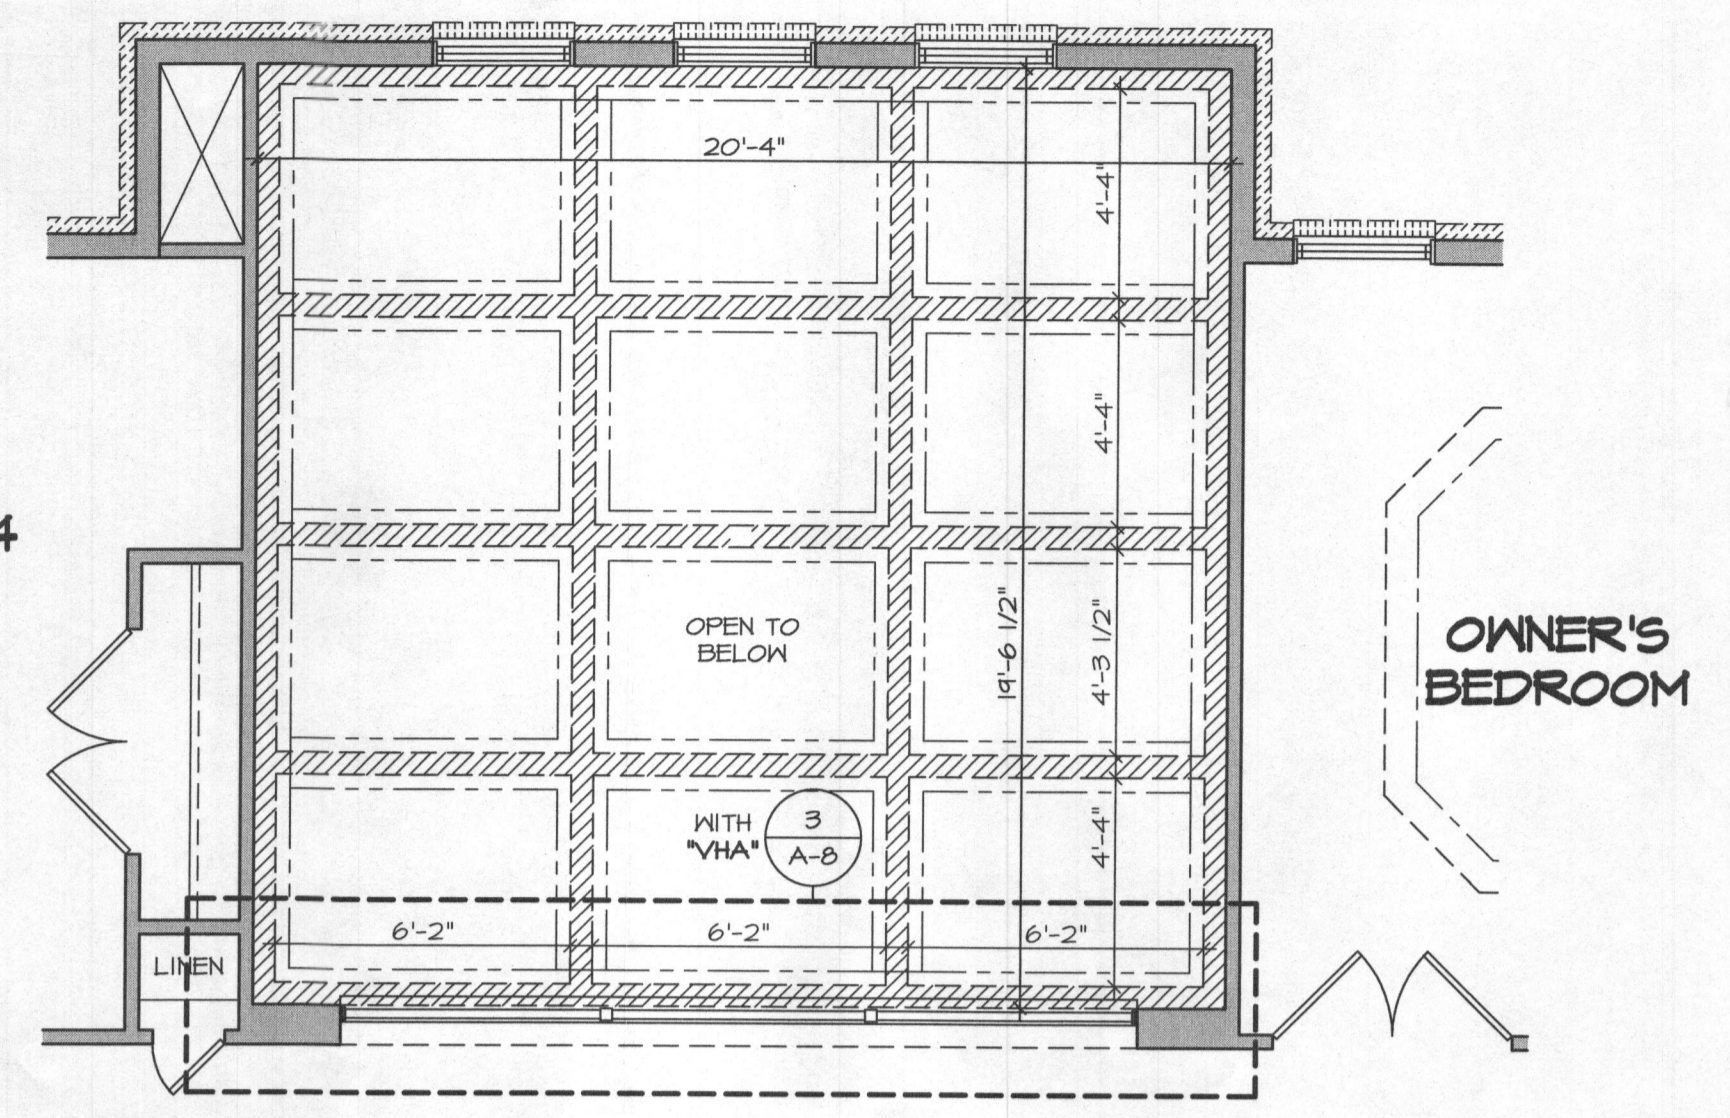 20'-4"
4'-4"
4'-4"
4
OPEN TO
BELOW
19'-6 1/2"
4'-3 1/2"
OWNER'S
BEDROOM
WITH
"VHA"
3
A-8
4'-4"
6'-2"
6'-2"
6'-2"
LINEN